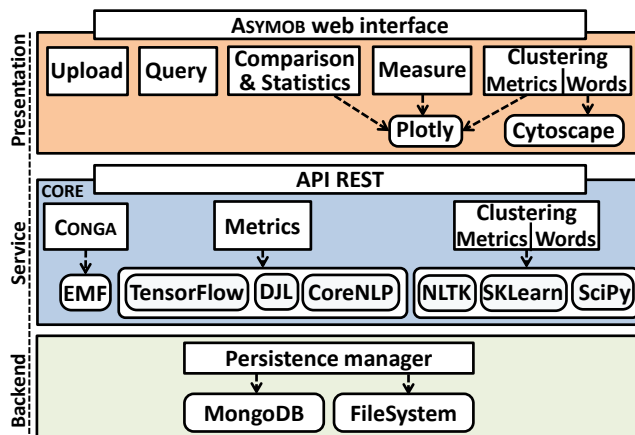 ASYMOB web interface
Presentation
Upload
Query
Comparison
& Statistics
Measure
Clustering
Metrics Words
Plotly
Cytoscape
API REST
Service
CORE
CONGA
Metrics
Clustering
Metrics Words
EMF
TensorFlow
DJL
CoreNLP
NLTK
SKLearn
SciPy
Backend
Persistence manager
MongoDB
FileSystem